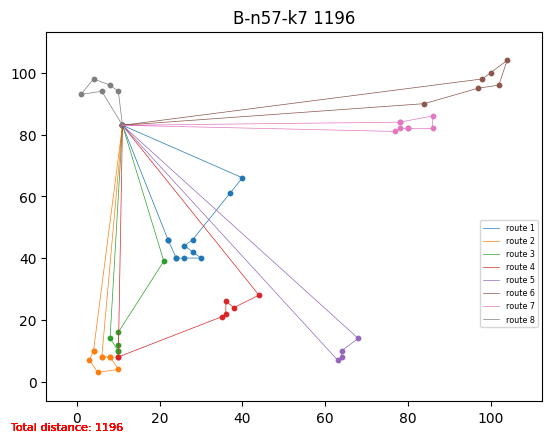 B-n57-k7 1196
100
80
60
40
20
0
0
20
40
60
80
100
route 1
route 2
route 3
route 4
route 5
route 6
route 7
route 8
Total distance: 1196